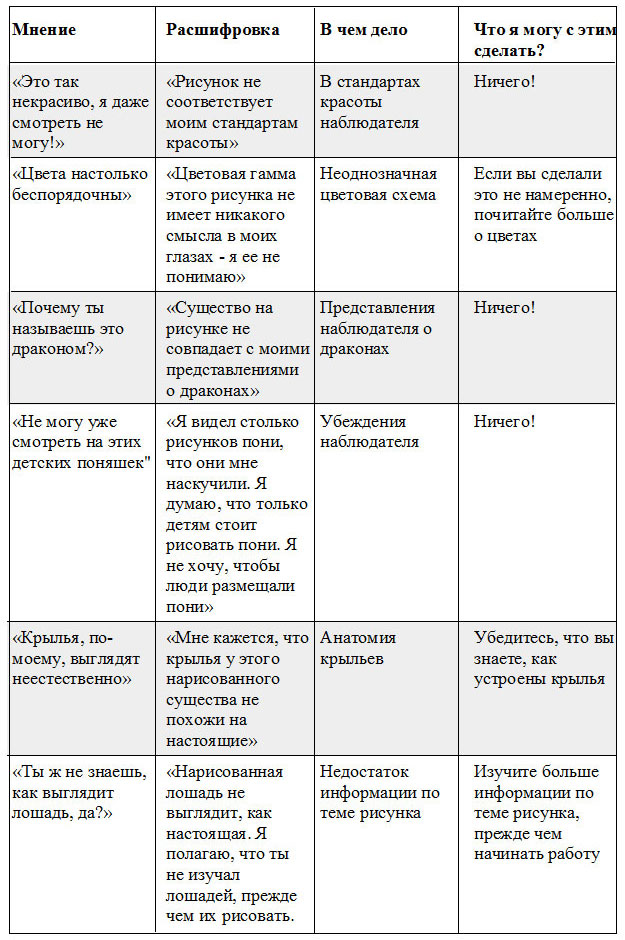 Мнение
Расшифровка
В чем дело
Что я могу с этим
сделать?
«Это так
некрасиво, я даже
смотреть не
могу!»
«Рисунок не
соответствует
моим стандартам
красоты»
В стандартах
красоты
наблюдателя
Ничего!
«Цвета настолько
беспорядочны»
«Цветовая гамма
этого рисунка не
имеет никакого
смысла в моих
глазах - я ее не
понимаю»
Неоднозначная
цветовая схема
Если вы сделали
это не намеренно,
почитайте больше
о цветах
«Почему ты
называешь это
драконом?»
«Существо на
рисунке не
совпадает с моими
представлениями
о драконах»
Представления
наблюдателя о
драконах
Ничего!
«Не могу уже
смотреть на этих
детских поняшек"
«Я видел столько
рисунков пони,
что они мне
наскучили. Я
думаю, что только
детям стоит
рисовать пони. Я
не хочу, чтобы
люди размещали
пони»
Убеждения
наблюдателя
Ничего!
«Крылья, по-
моему, выглядят
неестественно»
«Мне кажется, что
крылья у этого
нарисованного
существа не
похожи на
настоящие»
Анатомия
крыльев
Убедитесь, что вы
знаете, как
устроены крылья
«Ты ж не знаешь,
как выглядит
лошадь, да?»
«Нарисованная
лошадь не
выглядит, как
настоящая. Я
полагаю, что ты
не изучал
лошадей, прежде
чем их рисовать.
Недостаток
информации по
теме рисунка
Изучите больше
информации по
теме рисунка,
прежде чем
начинать работу